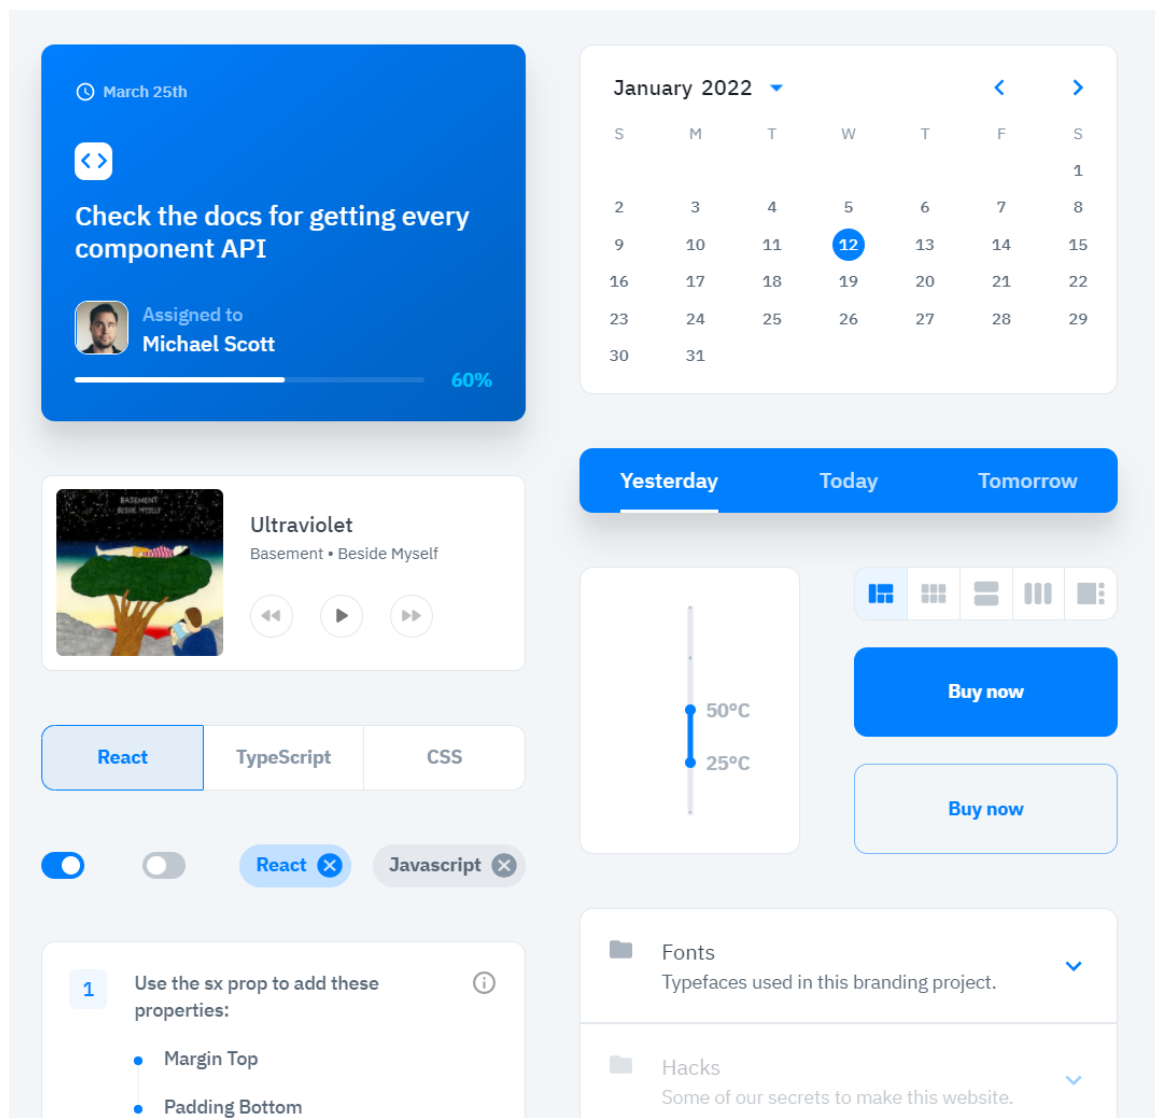 March 25th
Check the docs for getting every
component API
Assigned to
Michael Scott
60%
January 2022
S M T W T F S
1
2 3 4 5 6 7 8
9 10 11 12 13 14 15
16 17 18 19 20 21 22
23 24 25 26 27 28 29
30 31
Yesterday Today Tomorrow
BASEMENT
BESIDE MYSELF
Ultraviolet
Basement • Beside Myself
50°C
25°C
Buy now
Buy now
React TypeScript CSS
React Javascript
1
Use the sx prop to add these
properties:
Margin Top
Padding Bottom
Fonts
Typefaces used in this branding project.
Hacks
Some of our secrets to make this website.